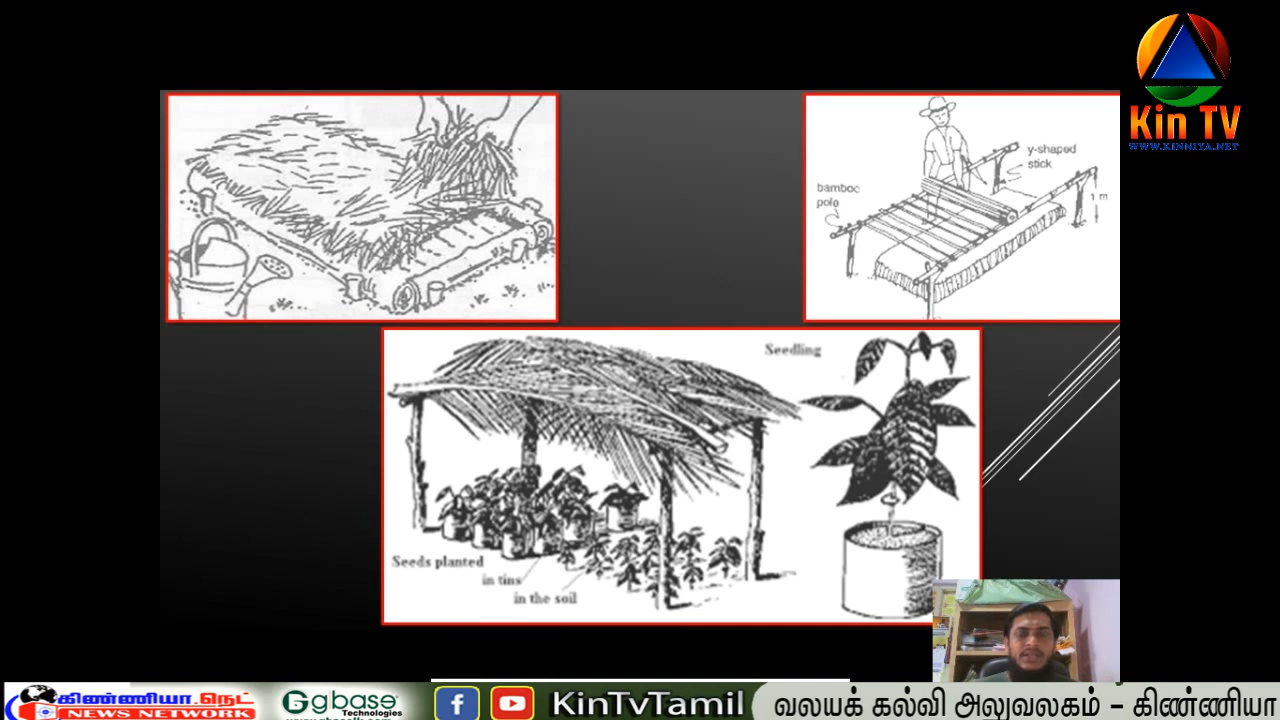 Kin TV
WWW.KINNIYA.NET
y-shaped
stick
bamboo
pole
1 m
Seedling
Seeds planted
in tins
in the soil
கிண்ணியா.நெட்
NEWS NETWORK
gbase
Technologies
KinTvTamil
வலயக் கல்வி அலுவலகம் - கிண்ணியா